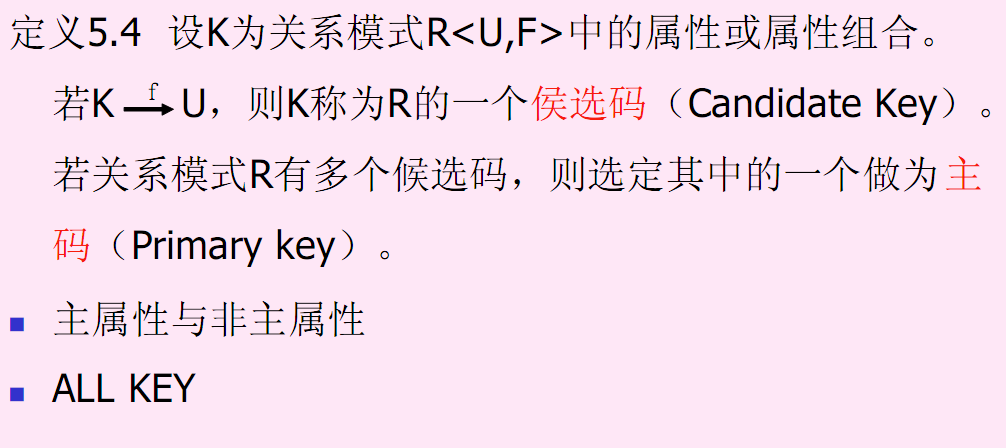 定义5.4 设K为关系模式R<U,F>中的属性或属性组合。
若K f→ U，则K称为R的一个侯选码（Candidate Key）。
若关系模式R有多个候选码，则选定其中的一个做为主
码（Primary key）。
主属性与非主属性
ALL KEY